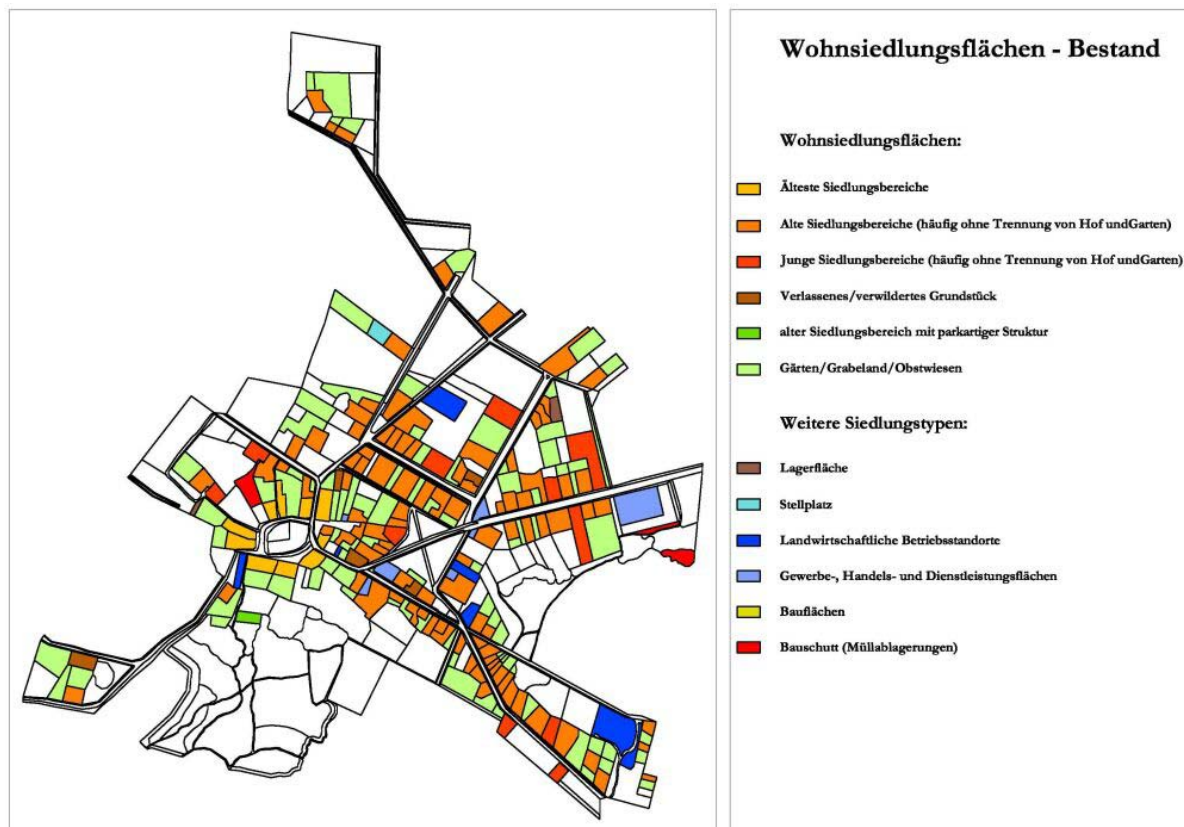 Wohnsiedlungsflächen - Bestand
Wohnsiedlungsflächen:
Älteste Siedlungsbereiche
Alte Siedlungsbereiche (häufig ohne Trennung von Hof undGarten)
Junge Siedlungsbereiche (häufig ohne Trennung von Hof undGarten)
Verlassenes/verwildertes Grundstück
alter Siedlungsbereich mit parkartiger Struktur
Gärten/Grabeland/Obstwiesen
Weitere Siedlungstypen:
Lagerfläche
Stellplatz
Landwirtschaftliche Betriebsstandorte
Gewerbe-, Handels- und Dienstleistungsflächen
Bauflächen
Bauschutt (Müllablagerungen)